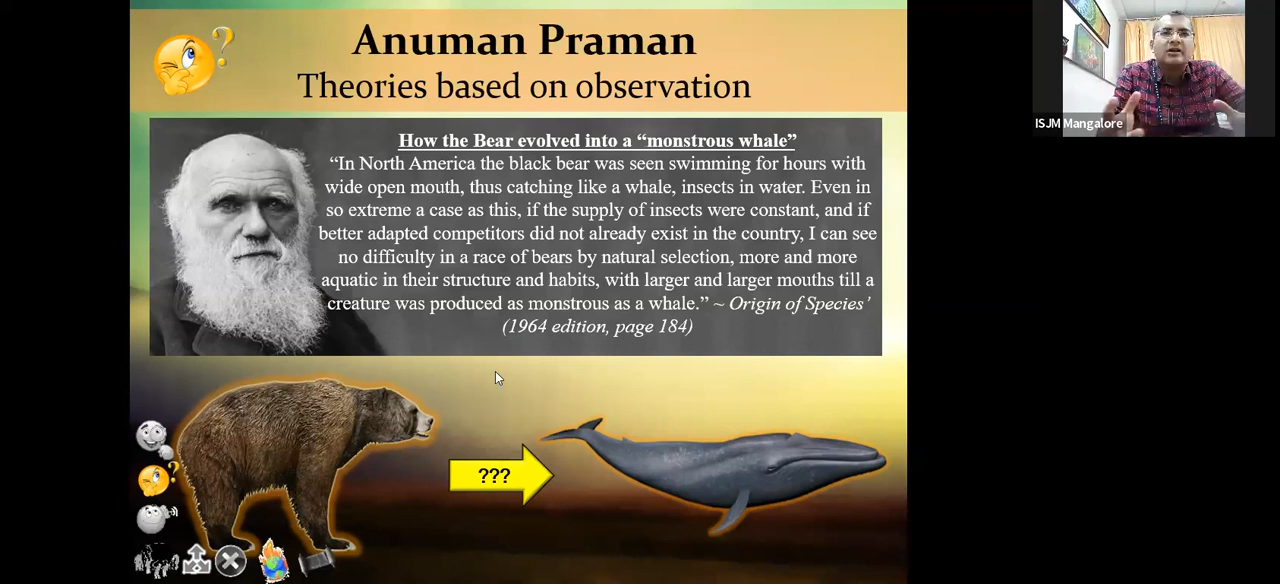 Anuman Praman
Theories based on observation
How the Bear evolved into a “monstrous whale”
“In North America the black bear was seen swimming for hours with
wide open mouth, thus catching like a whale, insects in water. Even in
so extreme a case as this, if the supply of insects were constant, and if
better adapted competitors did not already exist in the country, I can see
no difficulty in a race of bears by natural selection, more and more
aquatic in their structure and habits, with larger and larger mouths till a
creature was produced as monstrous as a whale.” ~ Origin of Species’
(1964 edition, page 184)
???
ISJM Mangalore